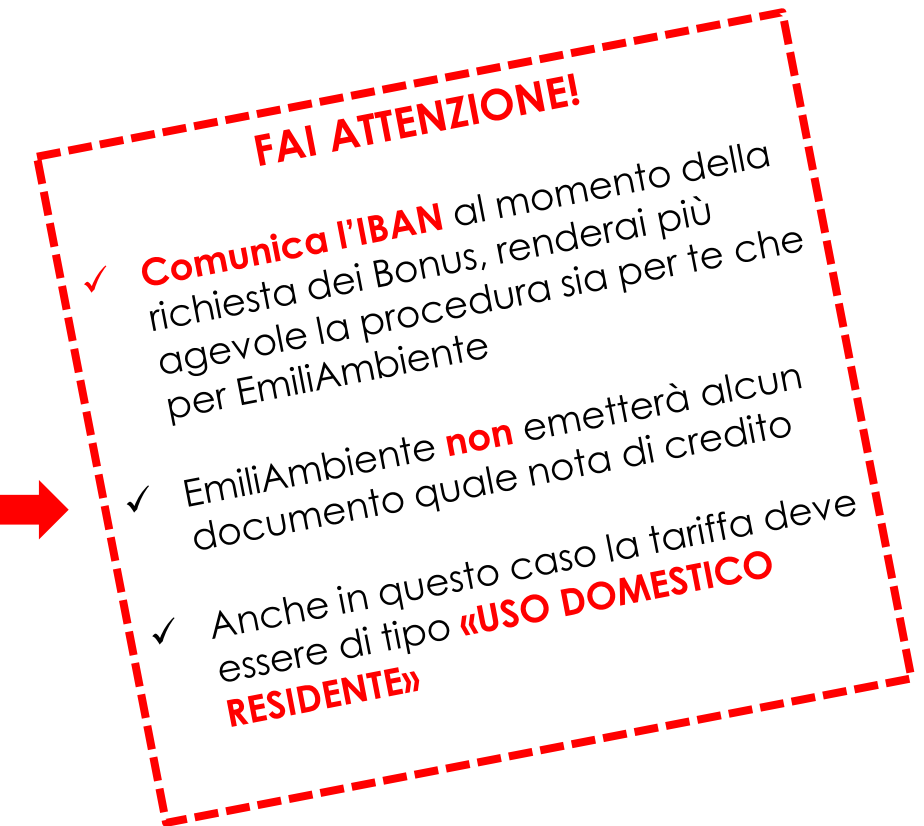 FAI ATTENZIONE!
✓ Comunica l’IBAN al momento della
richiesta dei Bonus, renderai più
agevole la procedura sia per te che
per EmiliAmbiente
✓ EmiliAmbiente non emetterà alcun
documento quale nota di credito
✓ Anche in questo caso la tariffa deve
essere di tipo «USO DOMESTICO
RESIDENTE»